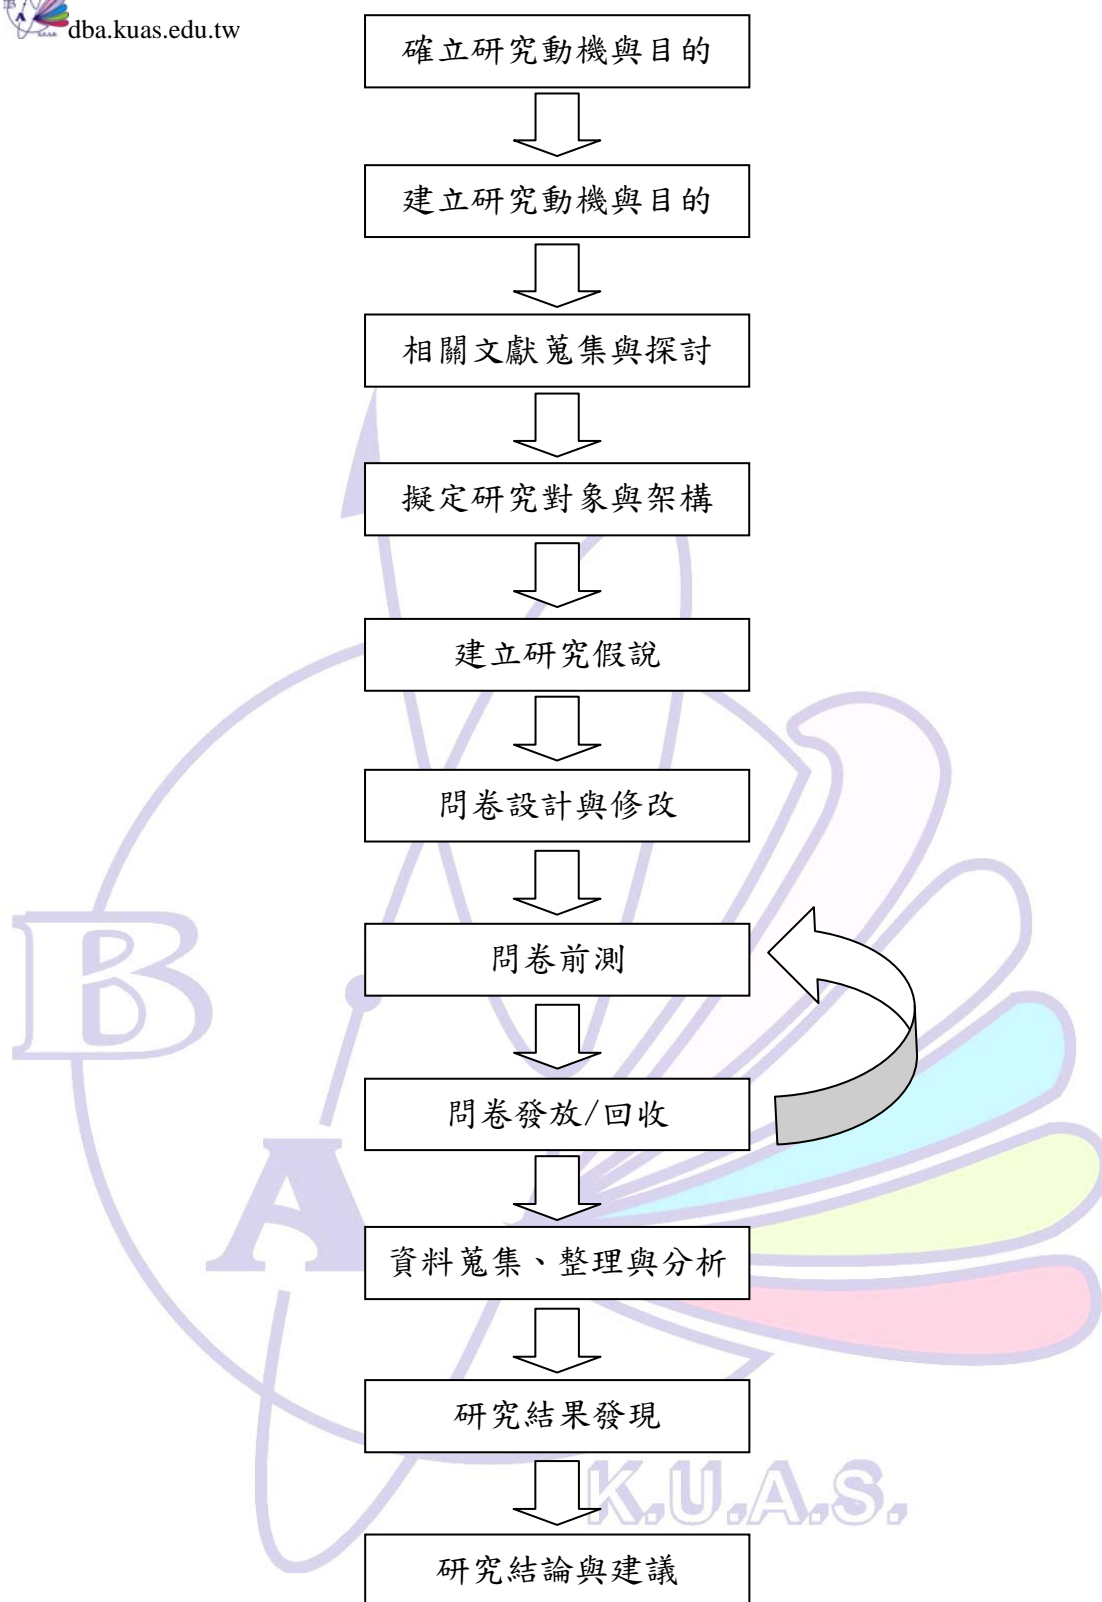 dba.kuas.edu.tw
確立研究動機與目的
建立研究動機與目的
相關文獻蒐集與探討
擬定研究對象與架構
建立研究假說
問卷設計與修改
問卷前測
問卷發放/回收
資料蒐集、整理與分析
研究結果發現
研究結論與建議
B
A
K.U.A.S.